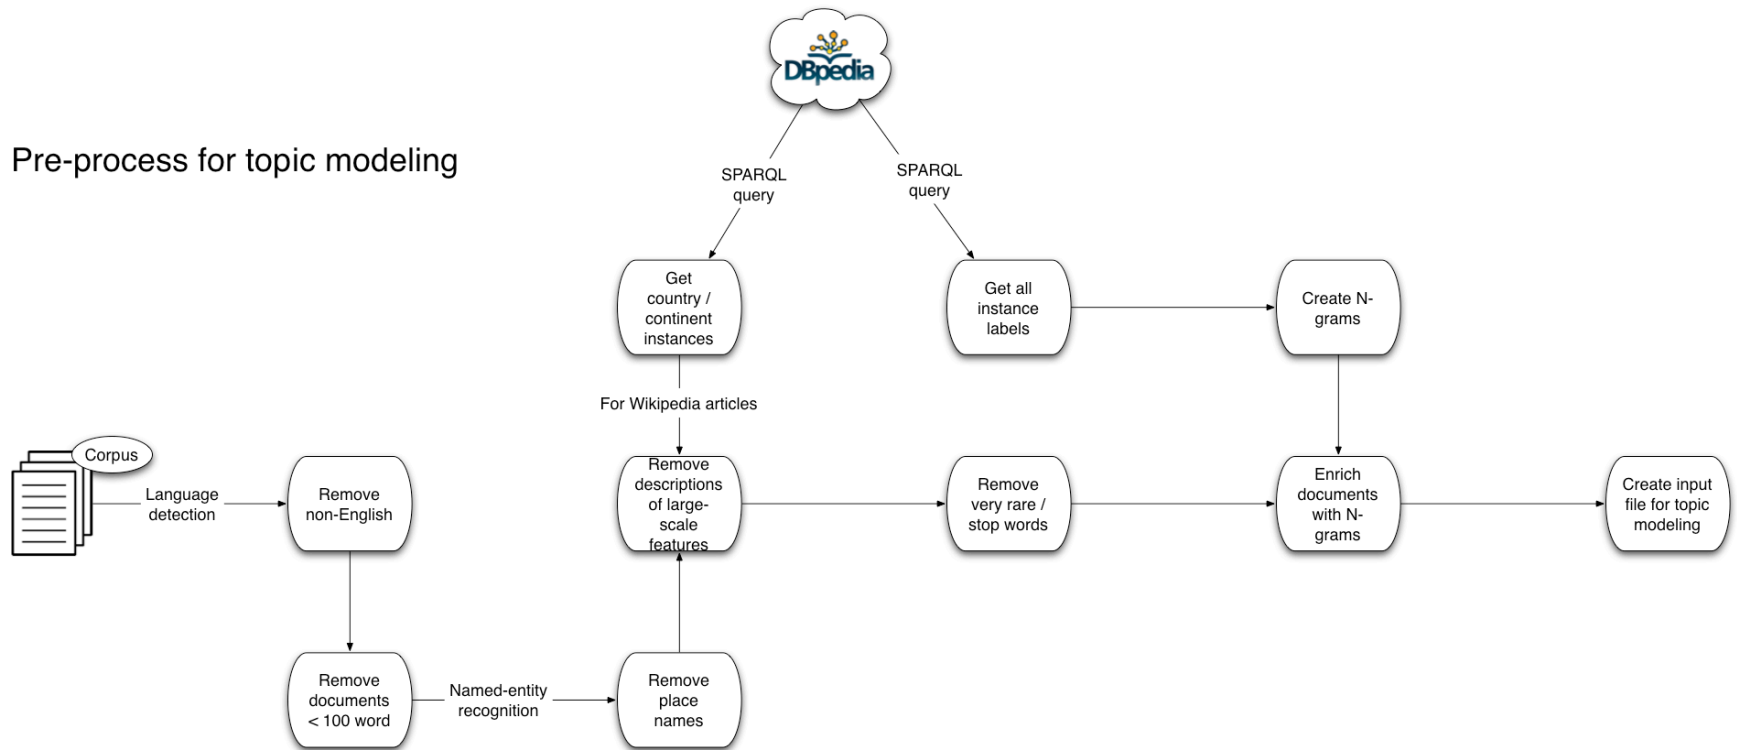 DBpedia
Pre-process for topic modeling
SPARQL
query
SPARQL
query
Get
country /
continent
instances
Get all
instance
labels
Create N-
grams
For Wikipedia articles
Corpus
Language
detection
Remove
non-English
Remove
descriptions
of large-
scale
features
Remove
very rare /
stop words
Enrich
documents
with N-
grams
Create input
file for topic
modeling
Remove
documents
< 100 word
Named-entity
recognition
Remove
place
names